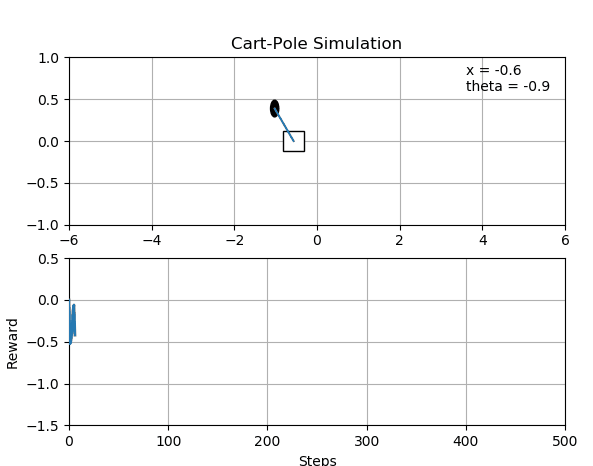 Cart-Pole Simulation
1.0
0.5
0.0
−0.5
−1.0
x = -0.6
theta = -0.9
−6 −4 −2 0 2 4 6
0.5
0.0
−0.5
−1.0
−1.5
Reward
0 100 200 300 400 500
Steps